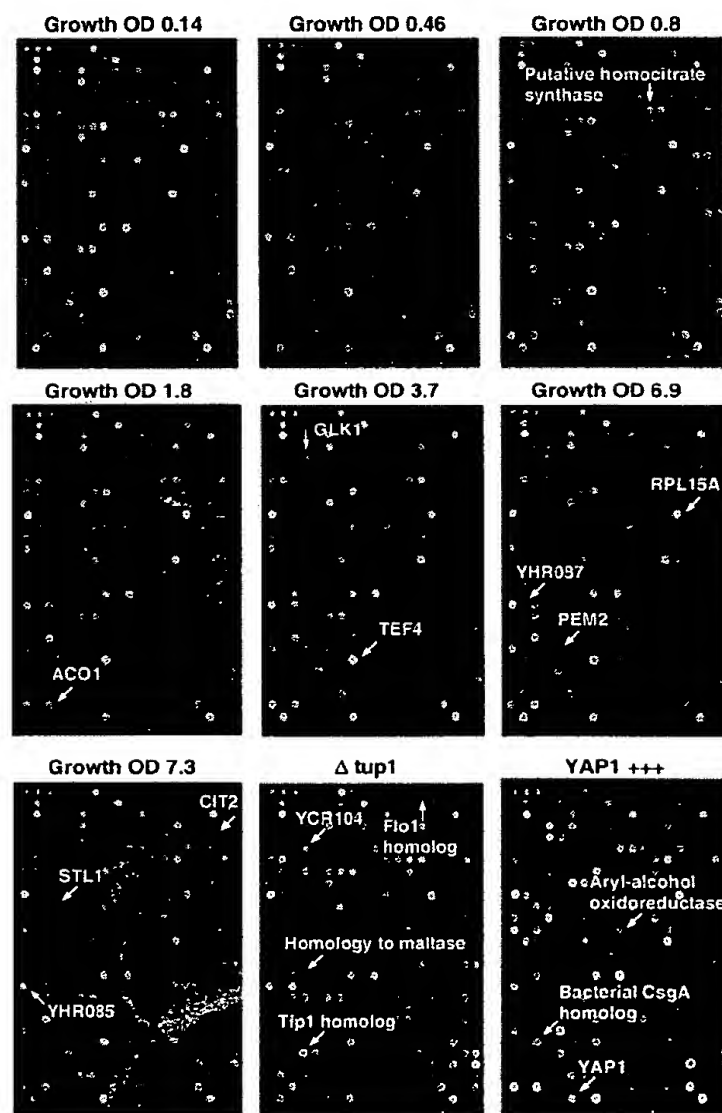 Growth OD 0.14
Growth OD 0.46
Growth OD 0.8
Putative homocitrate
synthase
Growth OD 1.8
Growth OD 3.7
Growth OD 6.9
GLK1
RPL15A
YHR087
PEM2
TEF4
ACO1
Growth OD 7.3
Δ tup1
YAP1 +++
CIT2
YCR104
Flo1
homolog
STL1
Aryl-alcohol
oxidoreductase
Homology to maltase
YHR085
Bacterial CsgA
homolog
Tip1 homolog
YAP1